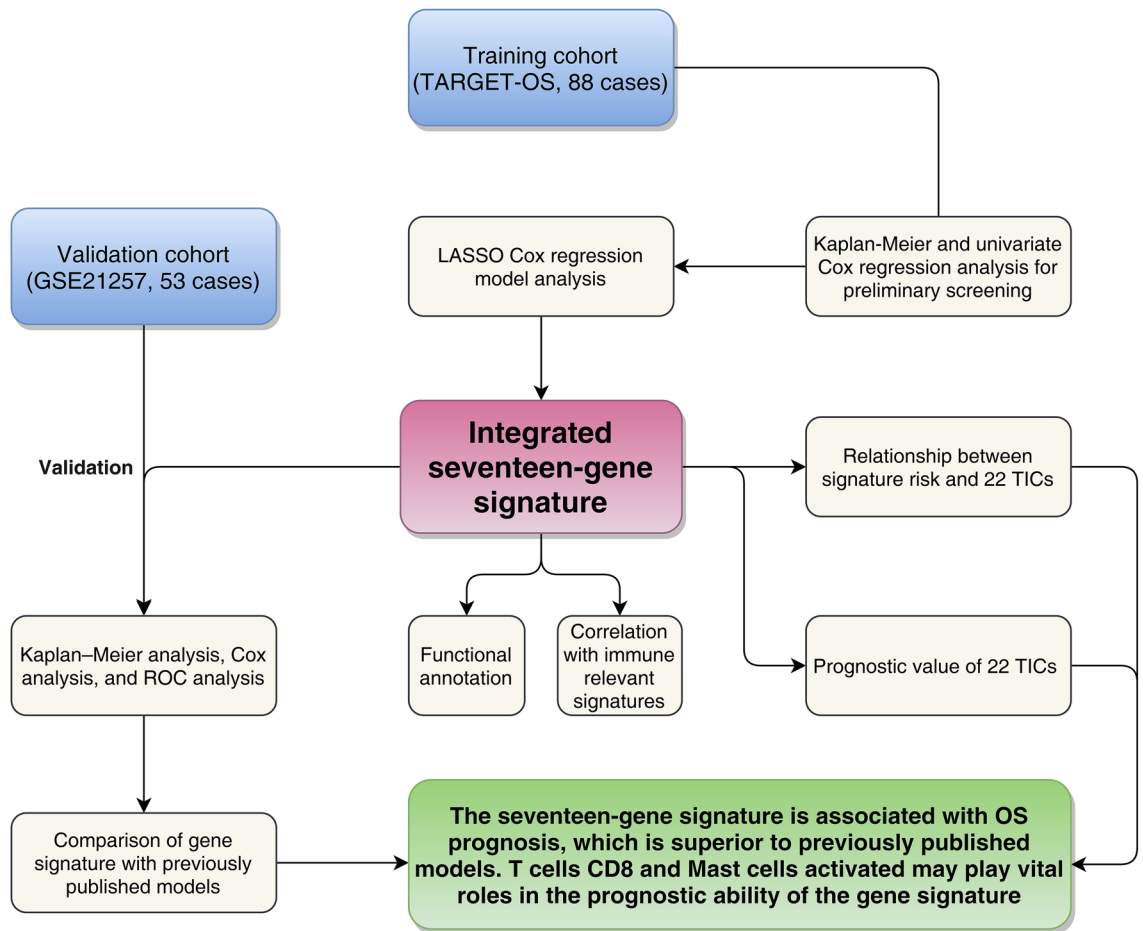 Training cohort
(TARGET-OS, 88 cases)
Validation cohort
(GSE21257, 53 cases)
LASSO Cox regression
model analysis
Kaplan-Meier and univariate
Cox regression analysis for
preliminary screening
Validation
Integrated
seventeen-gene
signature
Relationship between
signature risk and 22 TICs
Kaplan–Meier analysis, Cox
analysis, and ROC analysis
Functional
annotation
Correlation
with immune
relevant
signatures
Prognostic value of 22 TICs
Comparison of gene
signature with previously
published models
The seventeen-gene signature is associated with OS
prognosis, which is superior to previously published
models. T cells CD8 and Mast cells activated may play vital
roles in the prognostic ability of the gene signature